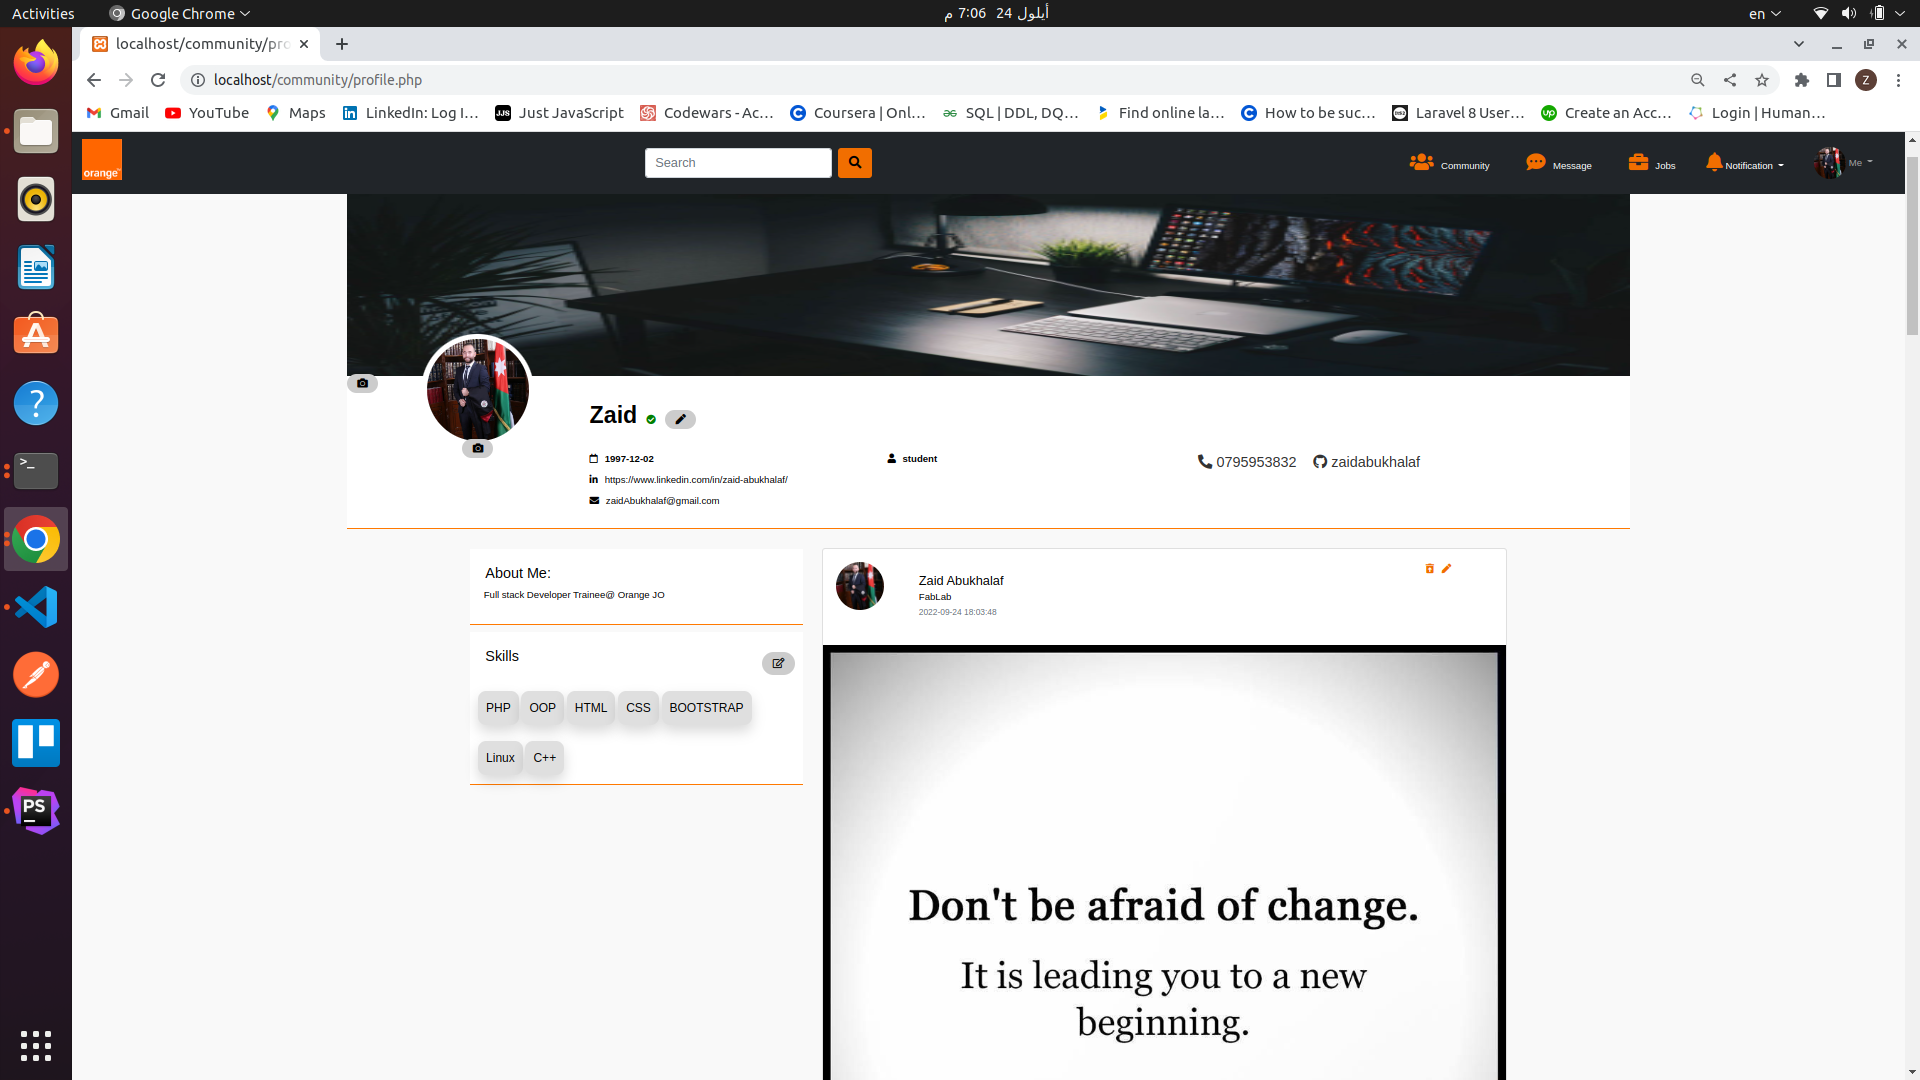 Activities
Google Chrome
أيلول 24  7:06 م
en
localhost/community/pro
localhost/community/profile.php
Z
Gmail
YouTube
Maps
LinkedIn: Log I…
JJS
Just JavaScript
Codewars - Ac…
Coursera | Onl…
SQL | DDL, DQ…
Find online la…
How to be suc…
Laravel 8 User…
up
Create an Acc…
Login | Human…
orange
Search
Community
Message
Jobs
Notification
Me
Zaid
1997-12-02
student
0795953832
zaidabukhalaf
https://www.linkedin.com/in/zaid-abukhalaf/
zaidAbukhalaf@gmail.com
About Me:
Full stack Developer Trainee@ Orange JO
Skills
PHP
OOP
HTML
CSS
BOOTSTRAP
Linux
C++
Zaid Abukhalaf
FabLab
2022-09-24 18:03:48
Don't be afraid of change.
It is leading you to a new
beginning.
PS